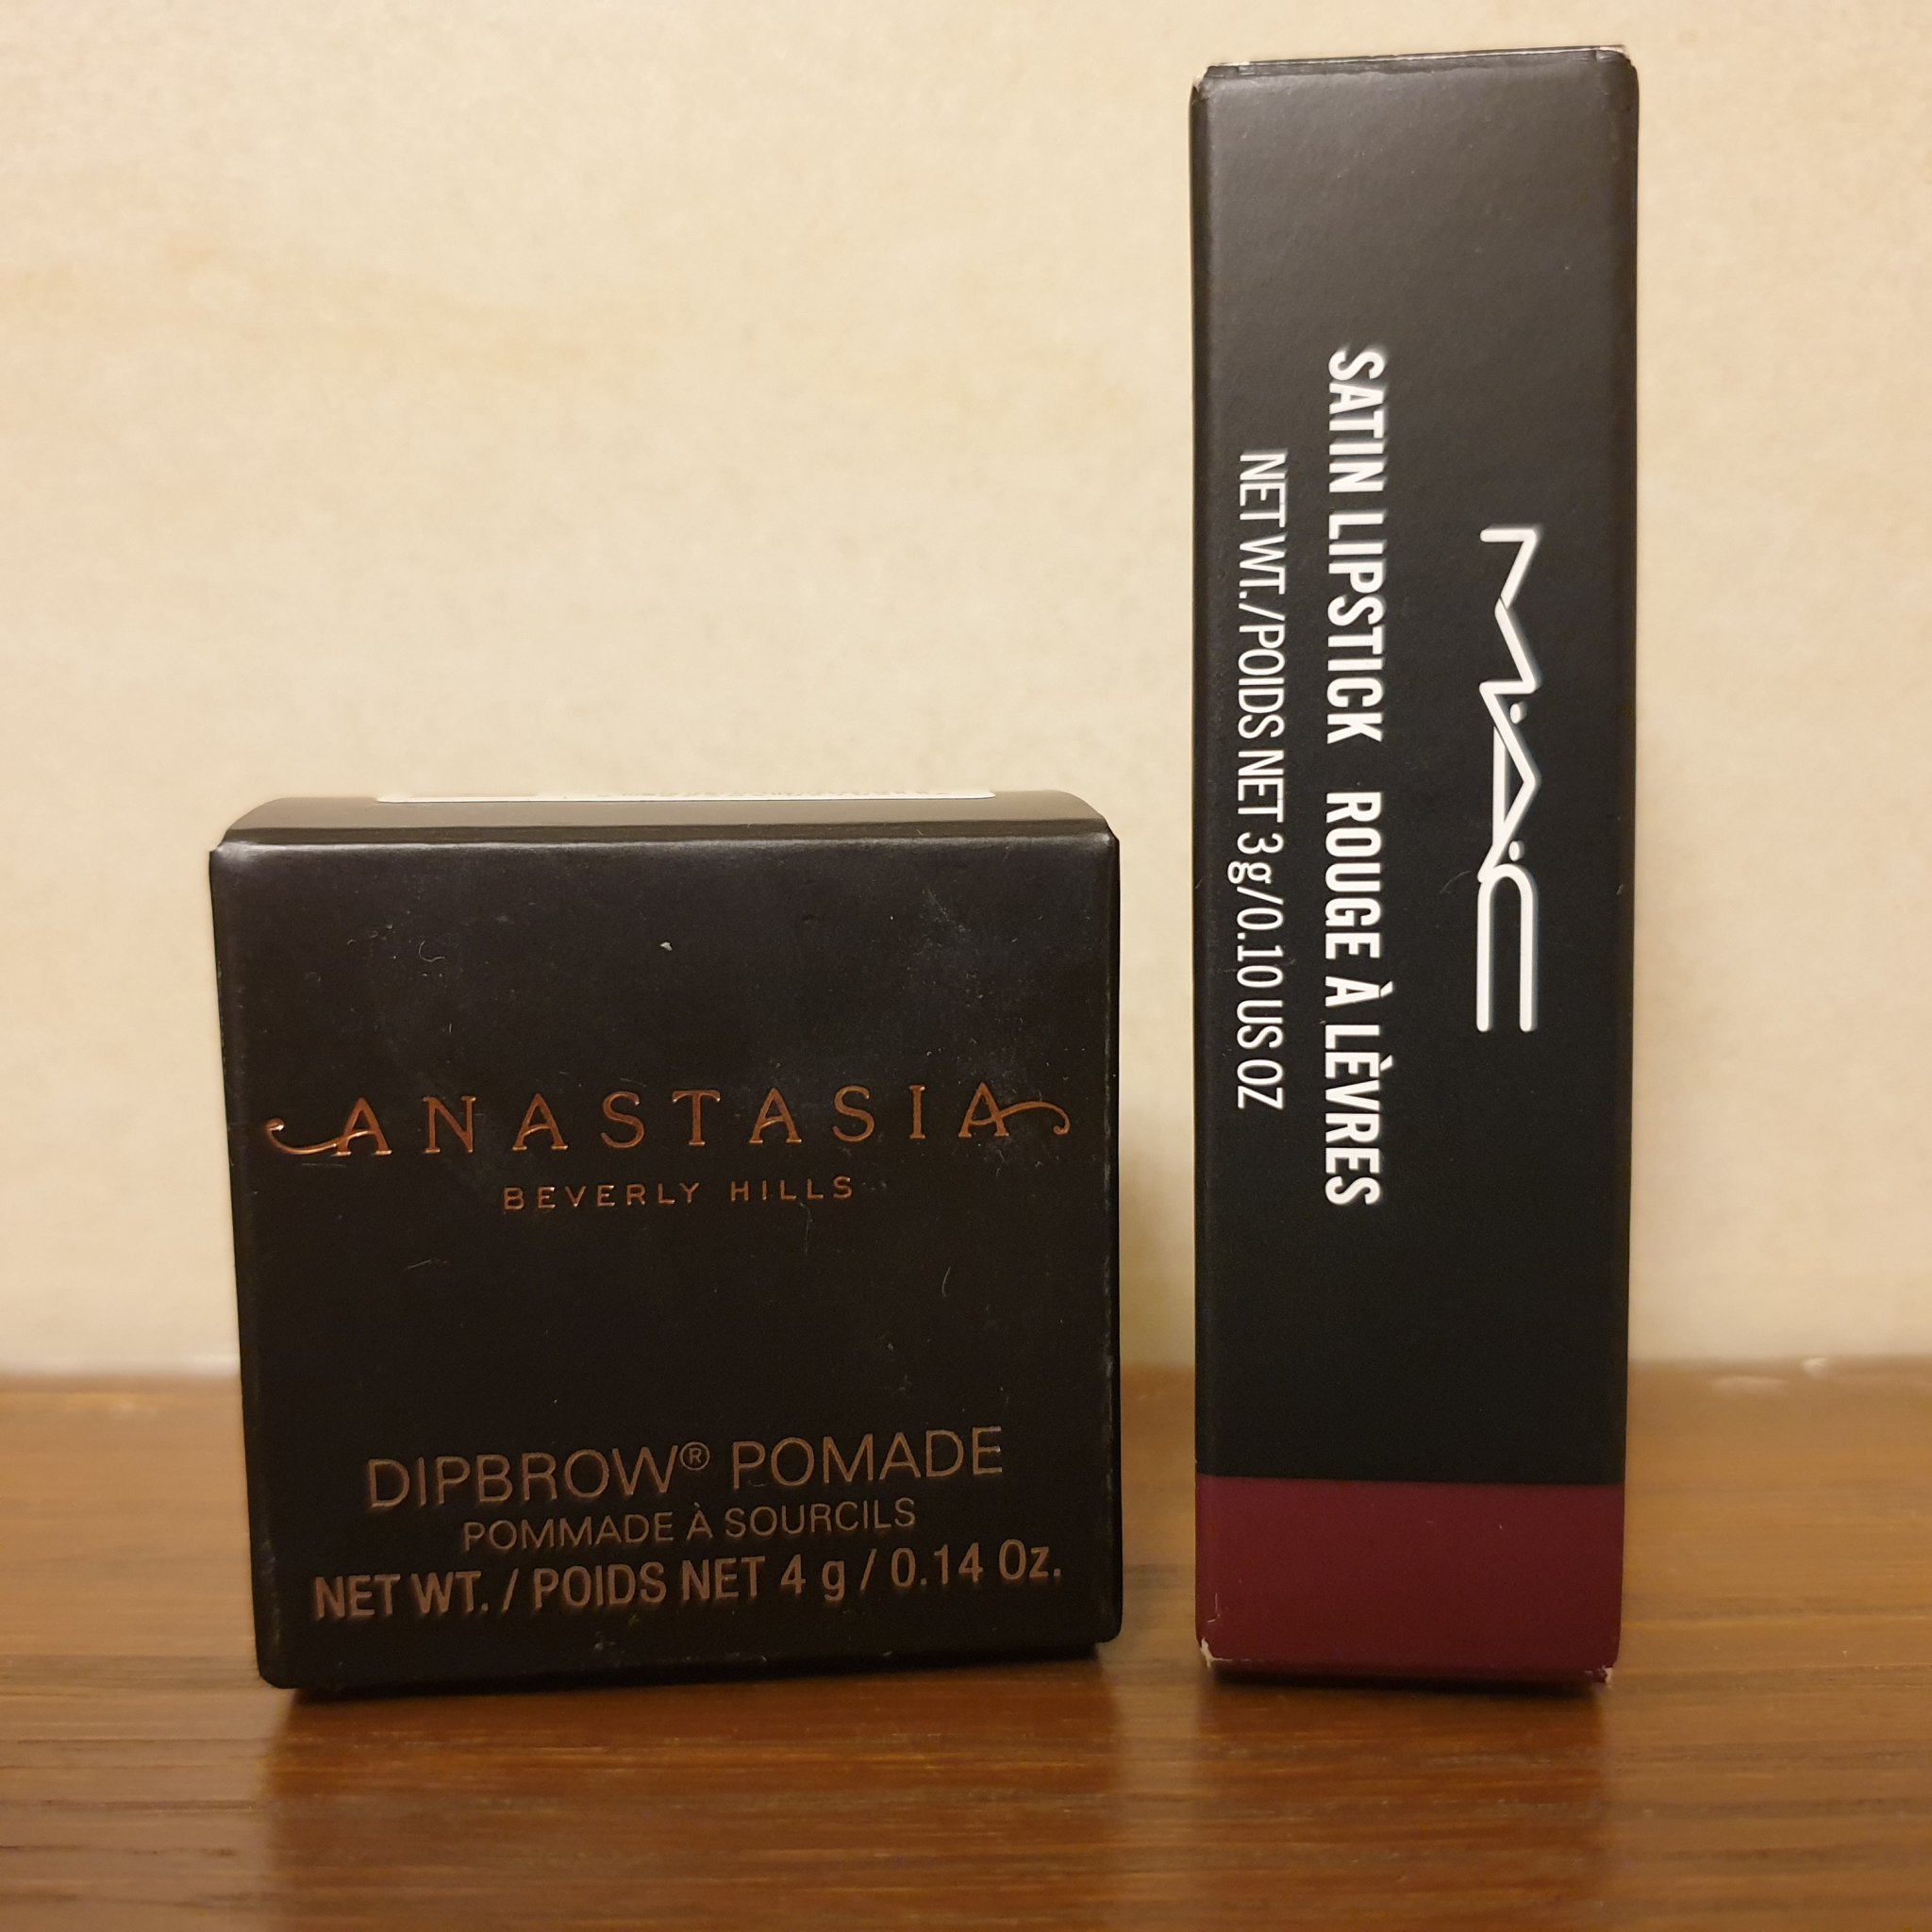 ANASTASIA
BEVERLY HILLS
DIPBROW® POMADE
POMMADE À SOURCILS
NET WT. / POIDS NET 4 g / 0.14 Oz.
M·A·C
SATIN LIPSTICK ROUGE À LÈVRES
NET WT./POIDS NET 3g/0.10 US OZ